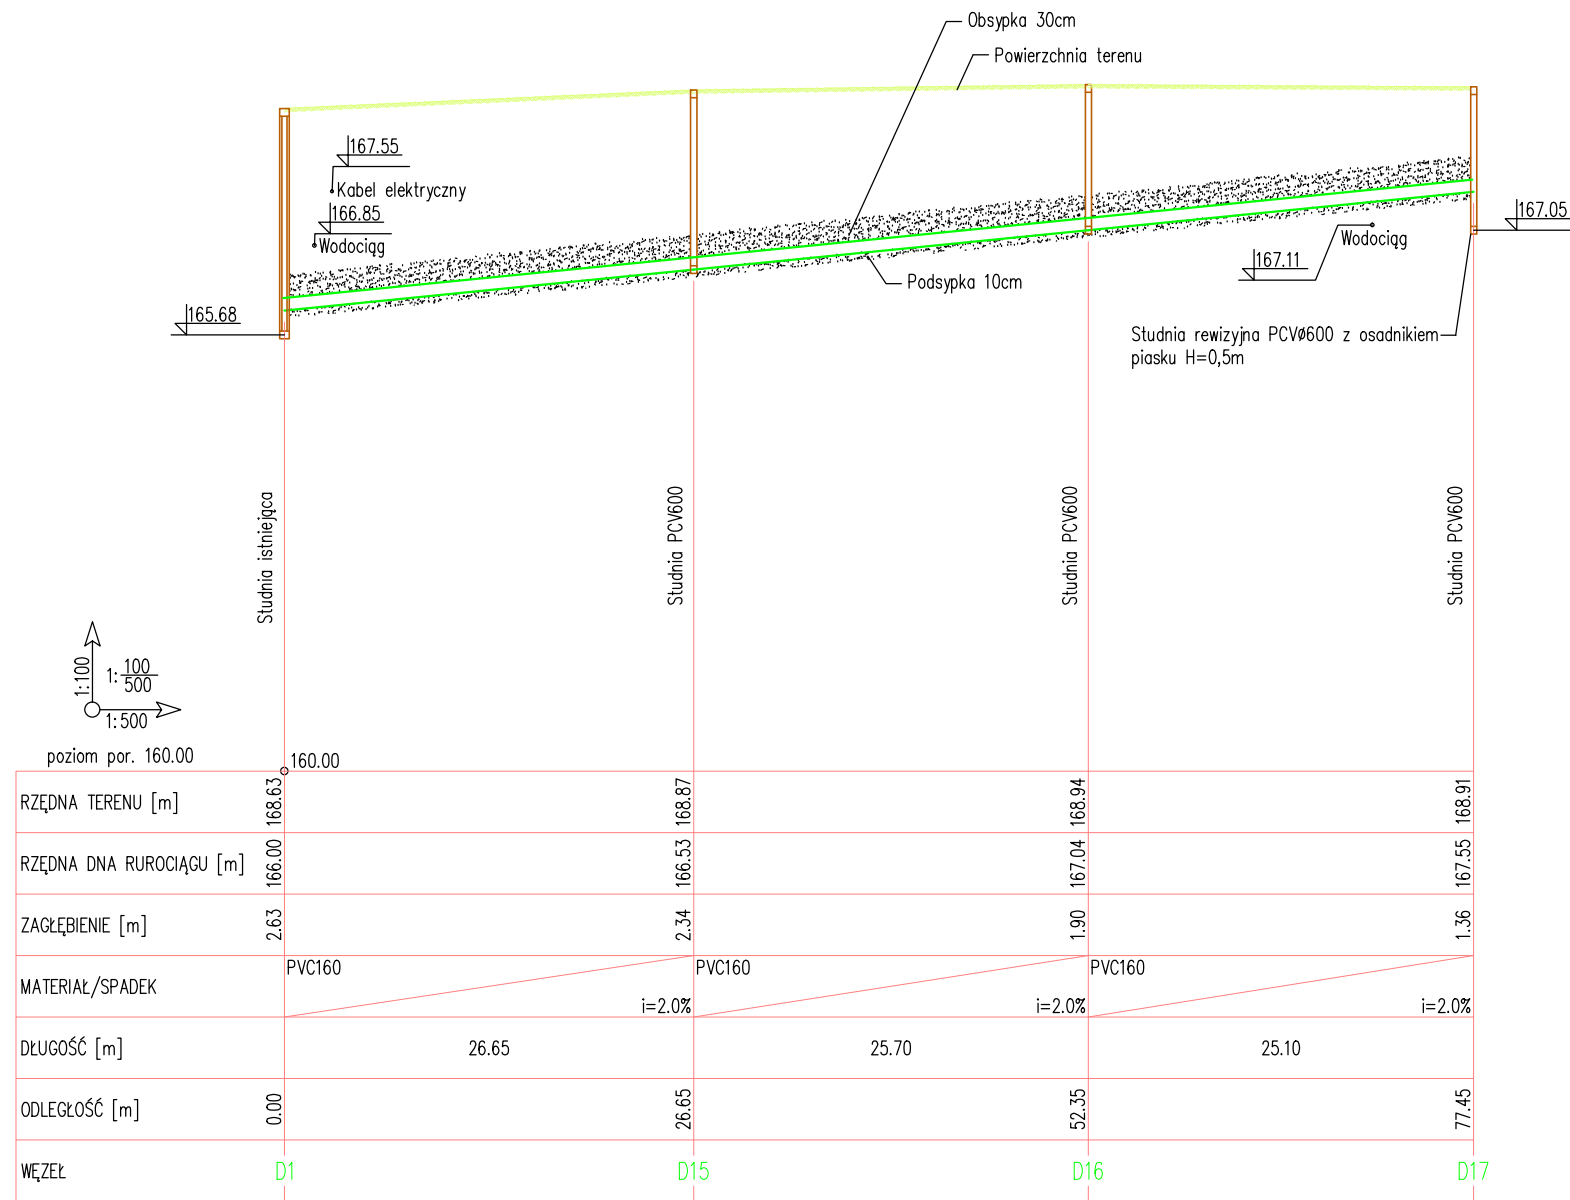 Obsypka 30cm
Powierzchnia terenu
167.55
Kabel elektryczny
166.85
Wodociąg
165.68
Podsypka 10cm
167.05
Wodociąg
167.11
Studnia rewizyjna PCVØ600 z osadnikiem
piasku H=0,5m
Studnia istniejąca
Studnia PCV600
Studnia PCV600
Studnia PCV600
1:100
1:100/500
1:500
poziom por. 160.00
160.00
RZĘDNA TERENU [m] 168.63 168.87 168.94 168.91
RZĘDNA DNA RUROCIĄGU [m] 166.00 166.53 167.04 167.55
ZAGŁĘBIENIE [m] 2.63 2.34 1.90 1.36
PVC160 PVC160 PVC160
MATERIAŁ/SPADEK
i=2.0% i=2.0% i=2.0%
DŁUGOŚĆ [m] 26.65 25.70 25.10
ODLEGŁOŚĆ [m] 0.00 26.65 52.35 77.45
WĘZEŁ D1 D15 D16 D17